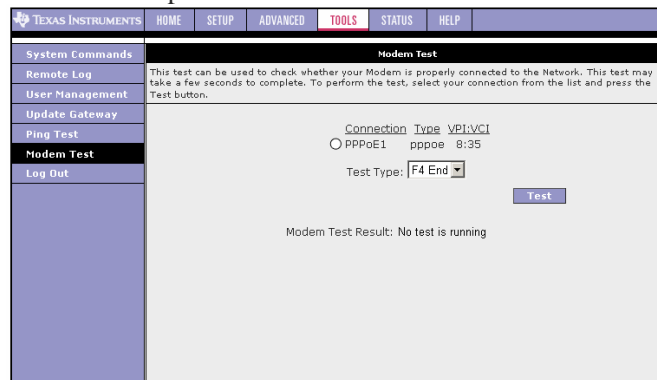 TEXAS INSTRUMENTS HOME SETUP ADVANCED TOOLS STATUS HELP
System Commands
Remote Log
User Management
Update Gateway
Ping Test
Modem Test
Log Out
Modem Test
This test can be used to check whether your Modem is properly connected to the Network. This test may
take a few seconds to complete. To perform the test, select your connection from the list and press the
Test button.
Connection Type VPI:VCI
PPPoE1 pppoe 8:35
Test Type: F4 End
Test
Modem Test Result: No test is running